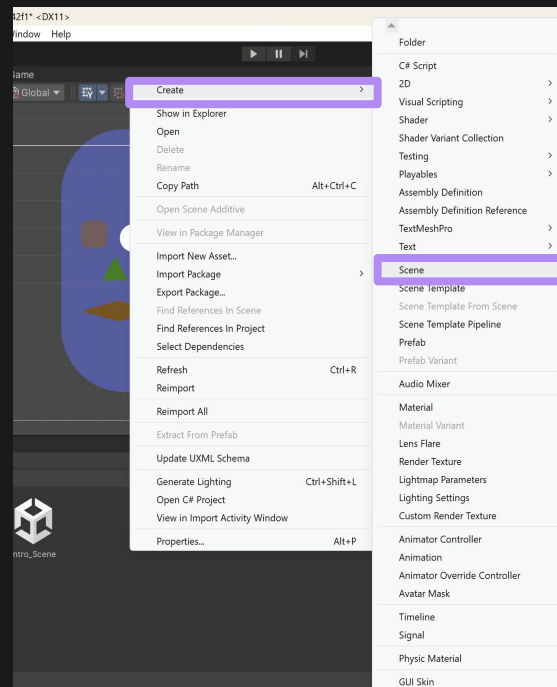 42f1* <DX11>
Window Help
Game
Global
Create
Show in Explorer
Open
Delete
Rename
Copy Path Alt+Ctrl+C
Open Scene Additive
View in Package Manager
Import New Asset...
Import Package
Export Package...
Find References In Scene
Find References In Project
Select Dependencies
Refresh Ctrl+R
Reimport
Reimport All
Extract From Prefab
Update UXML Schema
Generate Lighting Ctrl+Shift+L
Open C# Project
View in Import Activity Window
Properties... Alt+P
ntro_Scene
Folder
C# Script
2D
Visual Scripting
Shader
Shader Variant Collection
Testing
Playables
Assembly Definition
Assembly Definition Reference
TextMeshPro
Text
Scene
Scene Template
Scene Template From Scene
Scene Template Pipeline
Prefab
Prefab Variant
Audio Mixer
Material
Material Variant
Lens Flare
Render Texture
Lightmap Parameters
Lighting Settings
Custom Render Texture
Animator Controller
Animation
Animator Override Controller
Avatar Mask
Timeline
Signal
Physic Material
GUI Skin